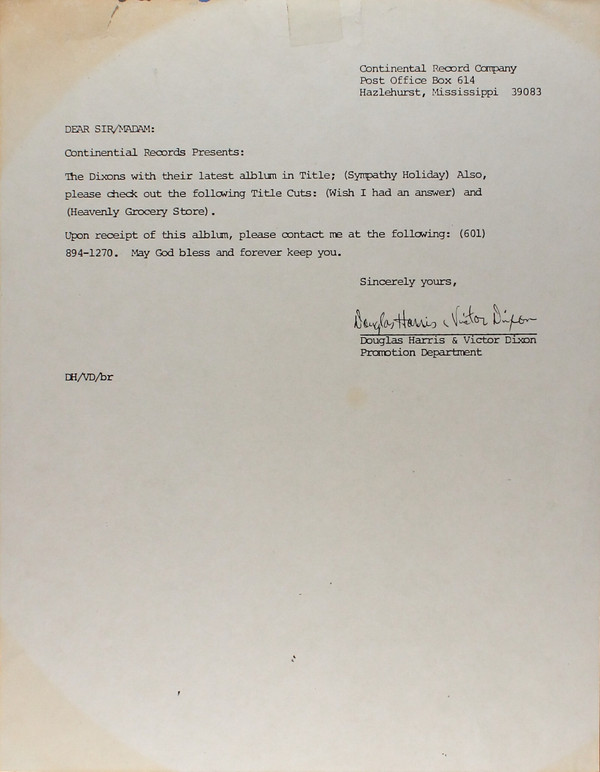 Continental Record Company
Post Office Box 614
Hazlehurst, Mississippi 39083
DEAR SIR/MADAM:
Continential Records Presents:
The Dixons with their latest alblum in Title; (Sympathy Holiday) Also,
please check out the following Title Cuts: (Wish I had an answer) and
(Heavenly Grocery Store).
Upon receipt of this alblum, please contact me at the following: (601)
894-1270. May God bless and forever keep you.
Sincerely yours,
Douglas Harris & Victor Dixon
Douglas Harris & Victor Dixon
Promotion Department
DH/VD/br